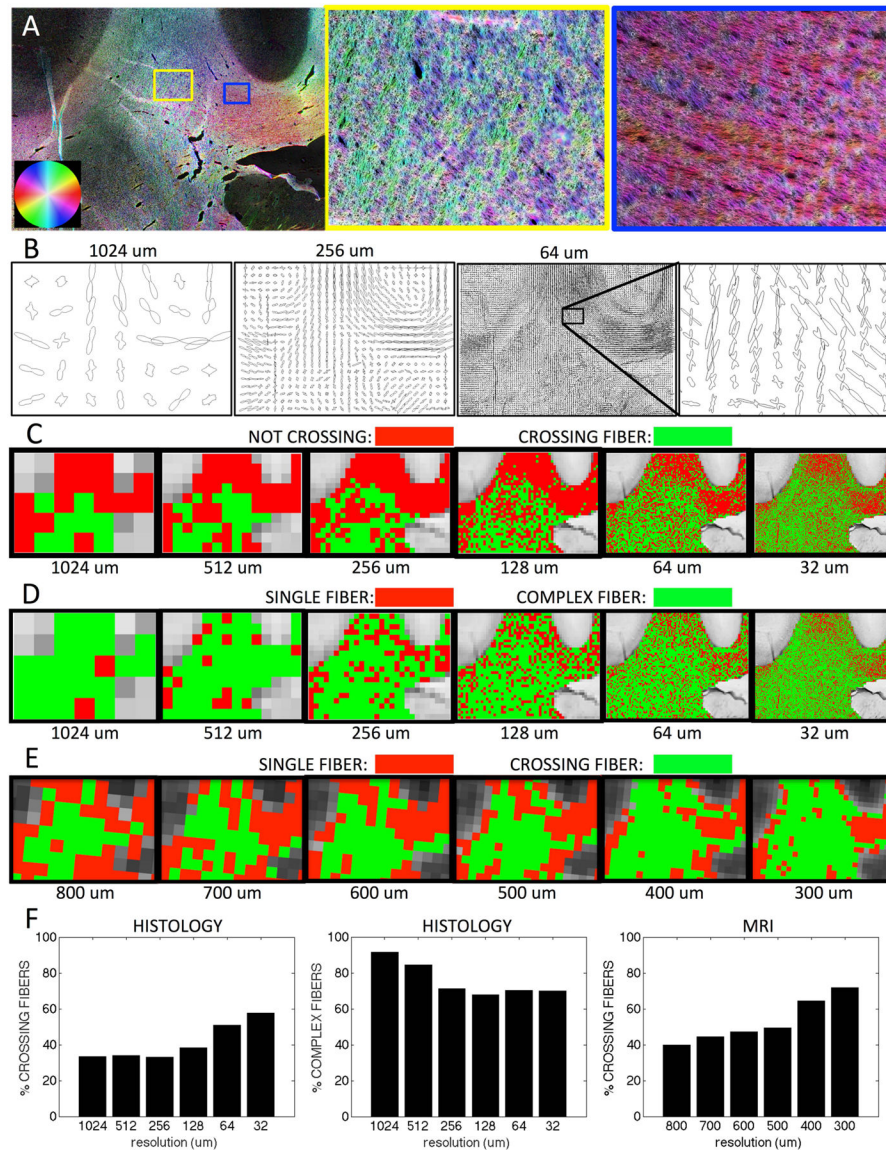 A
B
1024 um 256 um 64 um
C NOT CROSSING: CROSSING FIBER:
1024 um 512 um 256 um 128 um 64 um 32 um
D SINGLE FIBER: COMPLEX FIBER:
1024 um 512 um 256 um 128 um 64 um 32 um
E SINGLE FIBER: CROSSING FIBER:
800 um 700 um 600 um 500 um 400 um 300 um
F
HISTOLOGY
% CROSSING FIBERS
100
80
60
40
20
0
1024 512 256 128 64 32
resolution (um)
HISTOLOGY
% COMPLEX FIBERS
100
80
60
40
20
0
1024 512 256 128 64 32
resolution (um)
MRI
% CROSSING FIBERS
100
80
60
40
20
0
800 700 600 500 400 300
resolution (um)